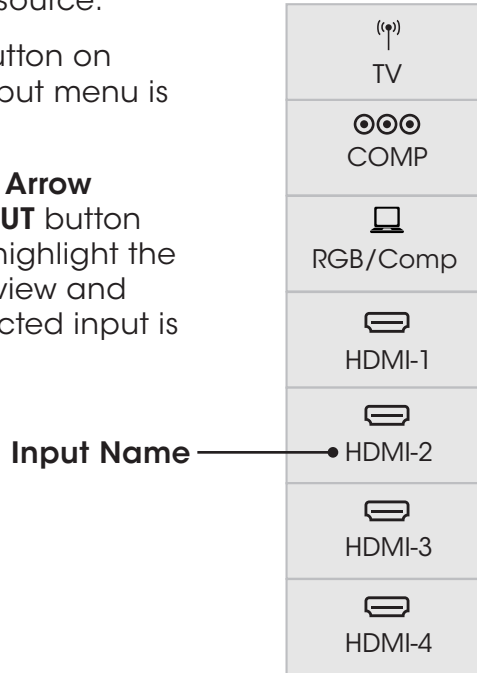 source.
utton on
put menu is
Arrow
UT button
highlight the
view and
cted input is
Input Name
TV
COMP
RGB/Comp
HDMI-1
HDMI-2
HDMI-3
HDMI-4